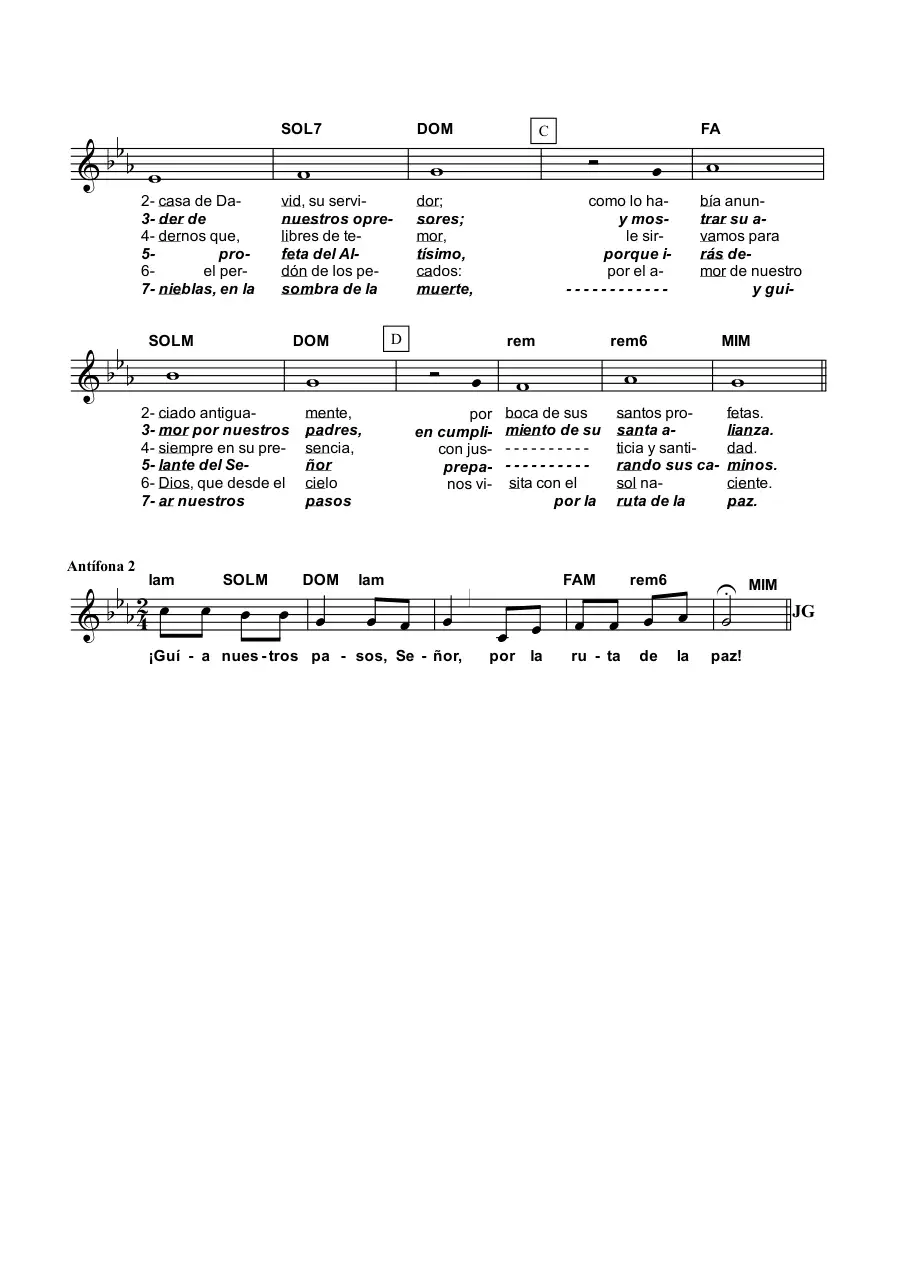 SOL7 DOM C FA
2- casa de Da- vid, su servi- dor; como lo ha- bía anun-
3- der de nuestros opre- sores; y mos- trar su a-
4- dernos que, libres de te- mor, le sir- vamos para
5- pro- feta del Al- tísimo, porque i- rás de-
6- el per- dón de los pe- cados: por el a- mor de nuestro
7- nieblas, en la sombra de la muerte, - - - - - - - - - - - - y gui-
SOLM DOM D rem rem6 MIM
2- ciado antigua- mente, por boca de sus santos pro- fetas.
3- mor por nuestros padres, en cumpli- miento de su santa a- lianza.
4- siempre en su pre- sencia, con jus- - - - - - - - - - - ticia y santi- dad.
5- lante del Se- ñor prepa- - - - - - - - - - - rando sus ca- minos.
6- Dios, que desde el cielo nos vi- sita con el sol na- ciente.
7- ar nuestros pasos por la ruta de la paz.
Antífona 2
lam SOLM DOM lam FAM rem6 MIM
2
4
JG
¡Guí - a nues - tros pa - sos, Se - ñor, por la ru - ta de la paz!